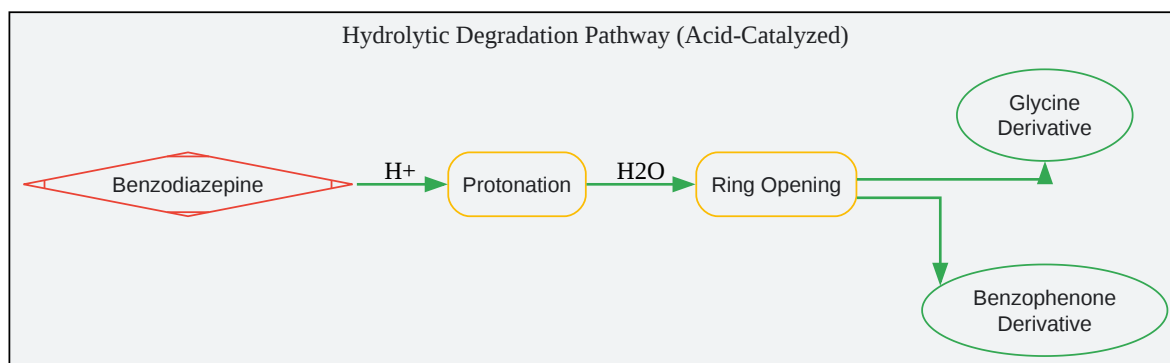 Hydrolytic Degradation Pathway (Acid-Catalyzed)
Benzodiazepine
H+
Protonation
H2O
Ring Opening
Glycine
Derivative
Benzophenone
Derivative